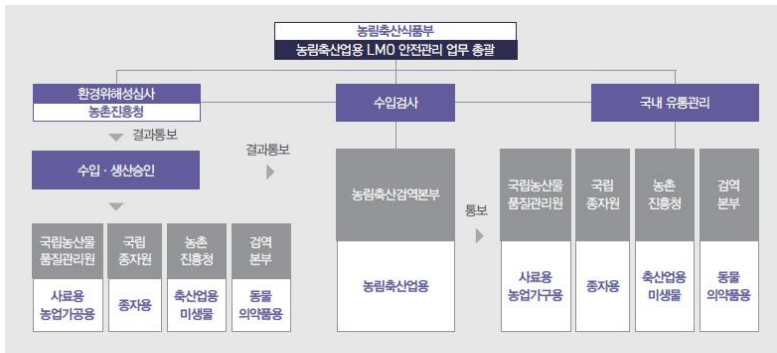 농림축산식품부
농림축산업용 LMO 안전관리 업무 총괄
환경위해성심사
농촌진흥청
수입검사
국내 유통관리
결과통보
수입 · 생산승인
결과통보
농림축산검역본부
통보
국립농산물
품질관리원
국립
종자원
농촌
진흥청
검역
본부
국립농산물
품질관리원
국립
종자원
농촌
진흥청
검역
본부
사료용
농업가공용
종자용
축산업용
미생물
동물
의약품용
농림축산업용
사료용
농업가구용
종자용
축산업용
미생물
동물
의약품용